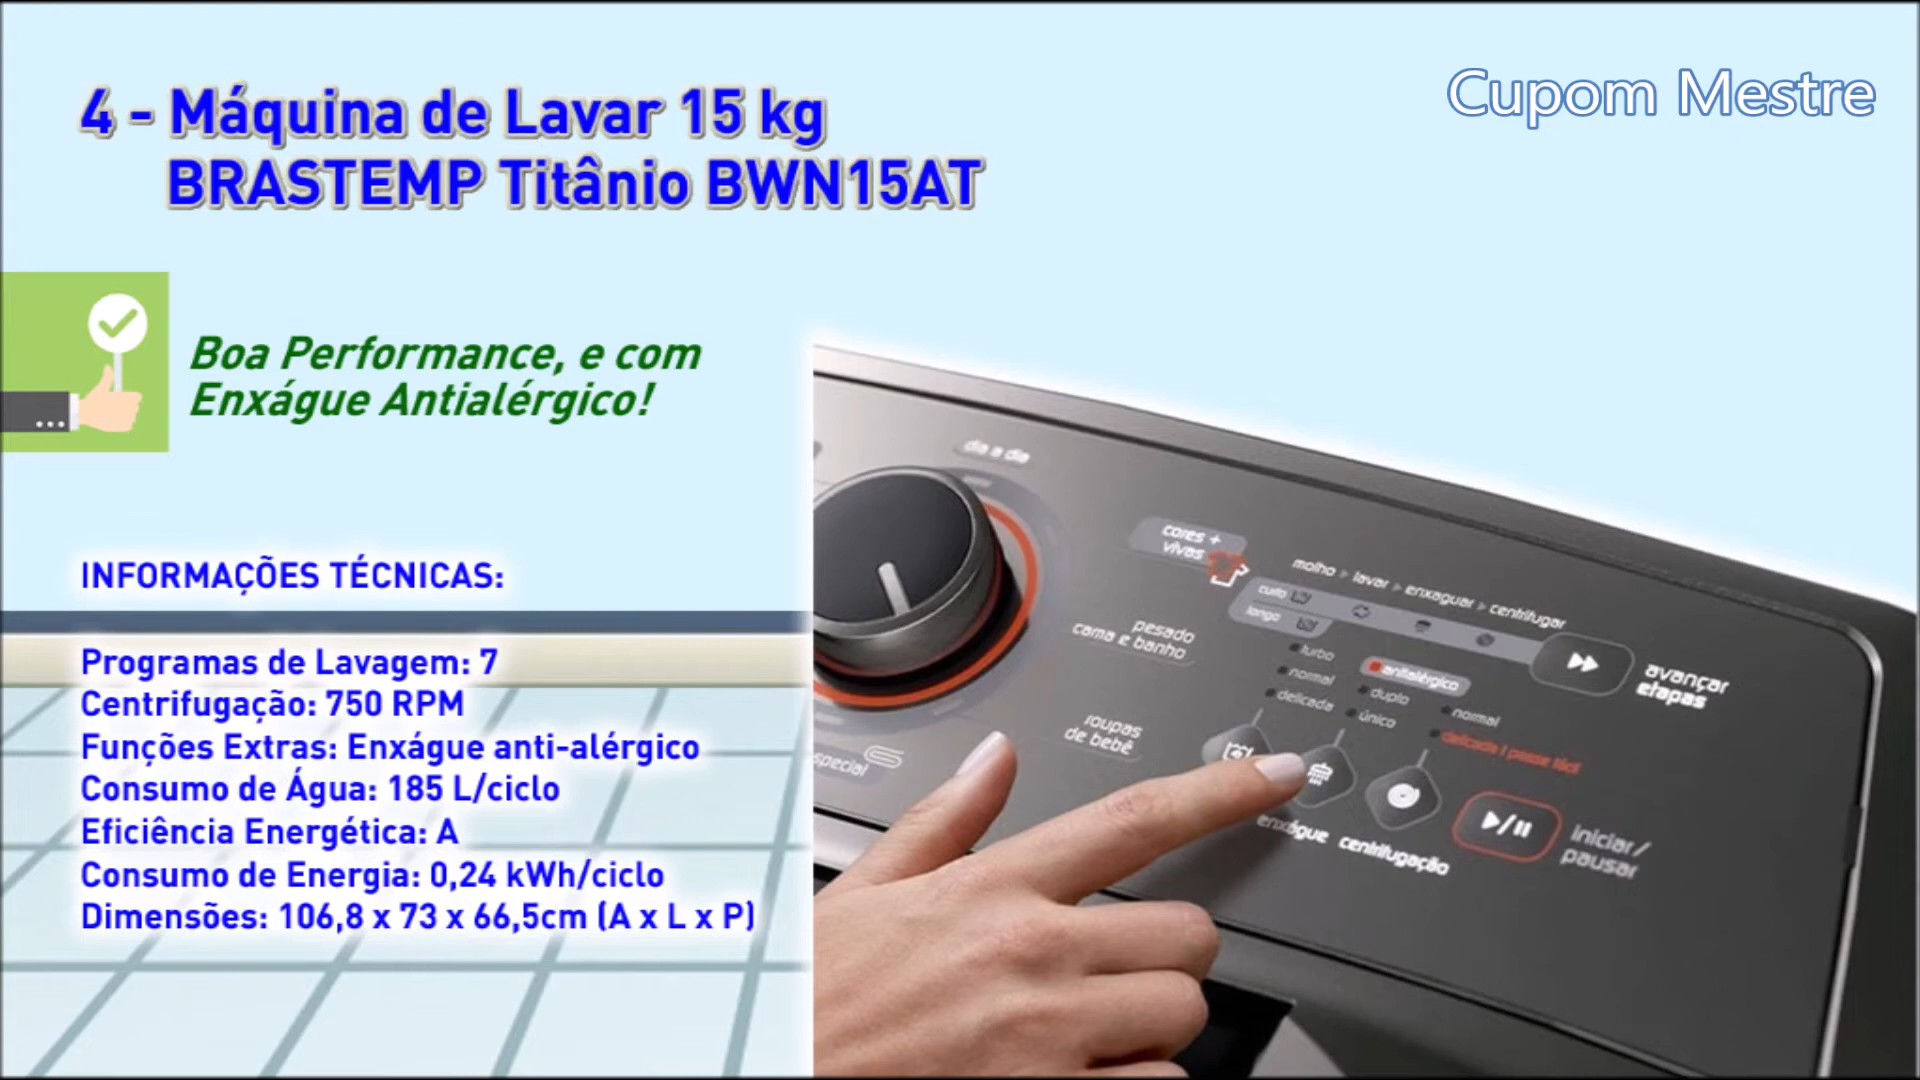 4 - Máquina de Lavar 15 kg
BRASTEMP Titânio BWN15AT
Cupom Mestre
Boa Performance, e com
Enxágue Antialérgico!
INFORMAÇÕES TÉCNICAS:
Programas de Lavagem: 7
Centrifugação: 750 RPM
Funções Extras: Enxágue anti-alérgico
Consumo de Água: 185 L/ciclo
Eficiência Energética: A
Consumo de Energia: 0,24 kWh/ciclo
Dimensões: 106,8 x 73 x 66,5cm (A x L x P)
dia a dia
cores +
vivas
molho > lavar > enxaguar > centrifugar
curto
longo
pesado
cama e banho
turbo
normal
delicada
antialérgico
duplo
único
normal
delicada | passe fácil
avançar
etapas
roupas
de bebê
especial
enxágue centrifugação
iniciar/
pausar